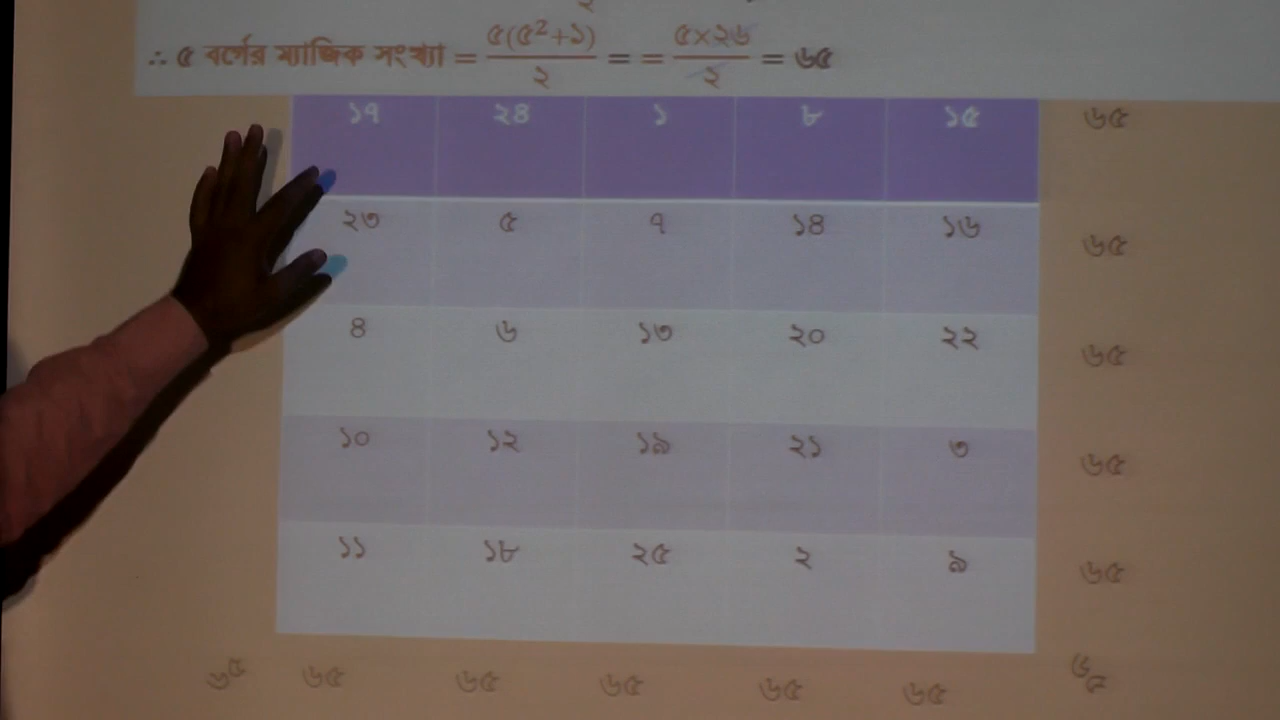 ∴ ৫ বর্গের ম্যাজিক সংখ্যা = ৫(৫²+১)/২ = = ৫×২৬/২ = ৬৫
১৭ ২৪ ১ ৮ ১৫ ৬৫
২৩ ৫ ৭ ১৪ ১৬ ৬৫
৪ ৬ ১৩ ২০ ২২ ৬৫
১০ ১২ ১৯ ২১ ৩ ৬৫
১১ ১৮ ২৫ ২ ৯ ৬৫
৬৫ ৬৫ ৬৫ ৬৫ ৬৫ ৬৫ ৬৫